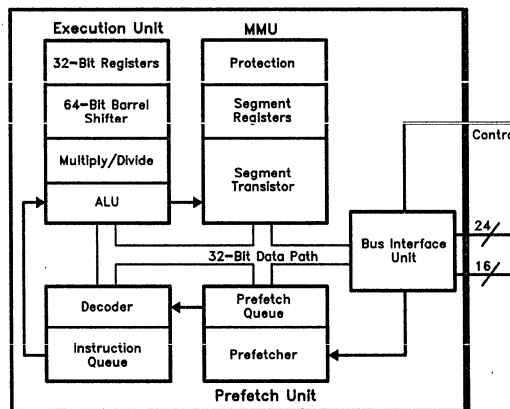 Execution Unit
MMU
32-Bit Registers
64-Bit Barrel
Shifter
Multiply/Divide
ALU
Protection
Segment
Registers
Segment
Transistor
Contro
24
16
Bus Interface
Unit
32-Bit Data Path
Decoder
Instruction
Queue
Prefetch
Queue
Prefetcher
Prefetch Unit